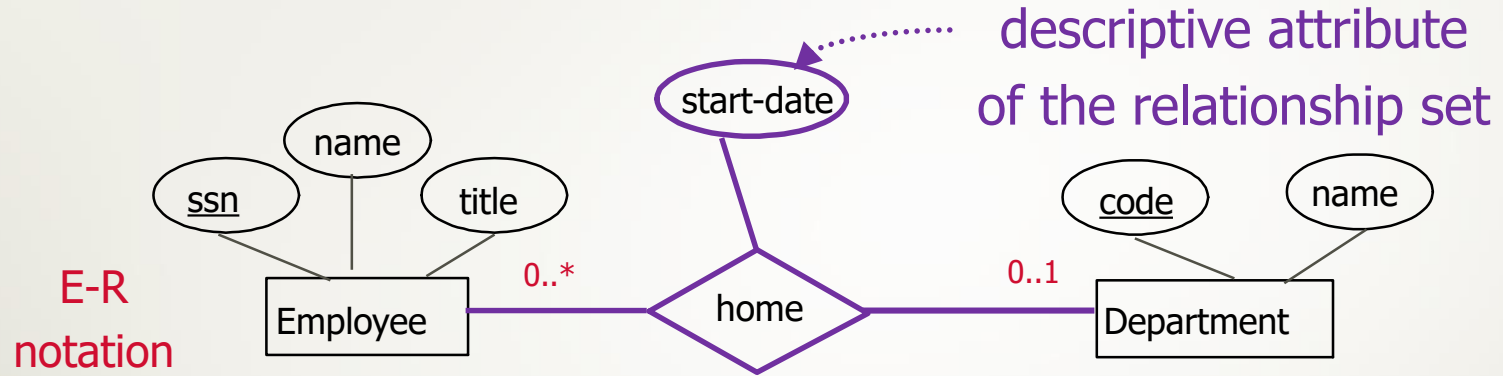 descriptive attribute
of the relationship set
start-date
name
ssn
title
code
name
E-R
notation
Employee
0..*
home
0..1
Department